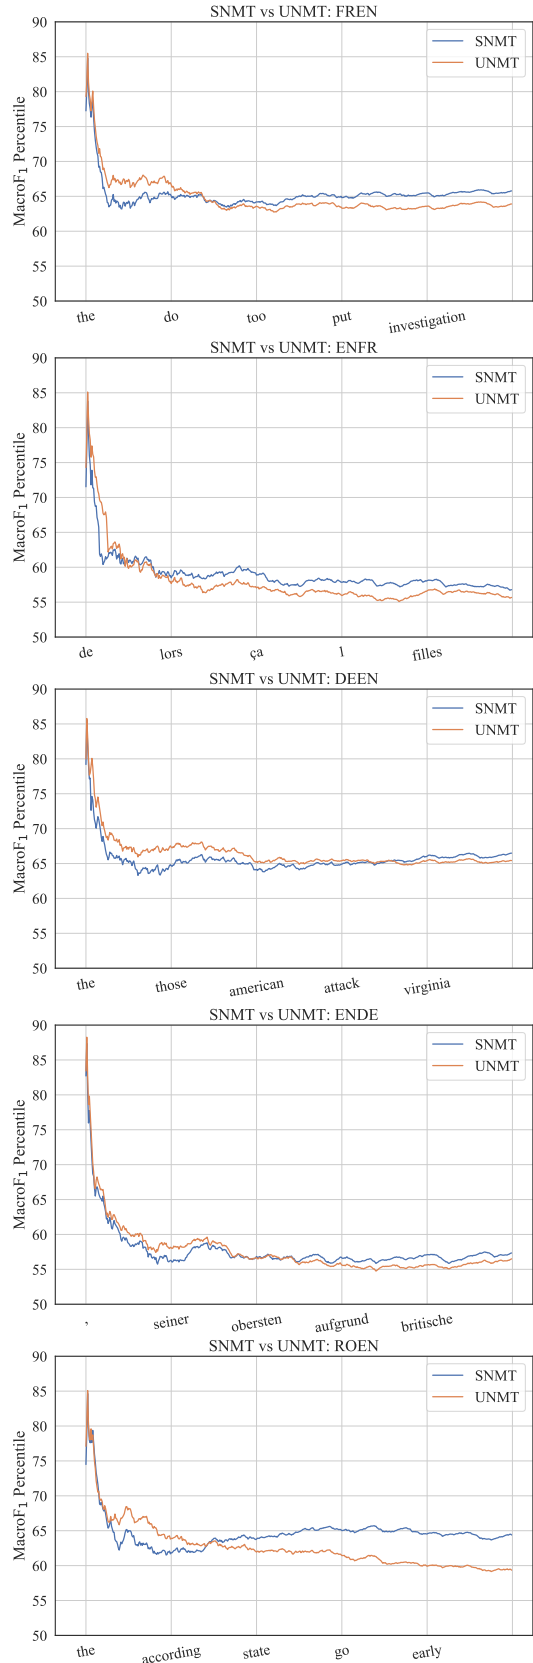 SNMT vs UNMT: FREN
SNMT
UNMT
MacroF1 Percentile
90
85
80
75
70
65
60
55
50
the do too put investigation
SNMT vs UNMT: ENFR
SNMT
UNMT
MacroF1 Percentile
90
85
80
75
70
65
60
55
50
de lors ça l filles
SNMT vs UNMT: DEEN
SNMT
UNMT
MacroF1 Percentile
90
85
80
75
70
65
60
55
50
the those american attack virginia
SNMT vs UNMT: ENDE
SNMT
UNMT
MacroF1 Percentile
90
85
80
75
70
65
60
55
50
, seiner obersten aufgrund britische
SNMT vs UNMT: ROEN
SNMT
UNMT
MacroF1 Percentile
90
85
80
75
70
65
60
55
50
the according state go early